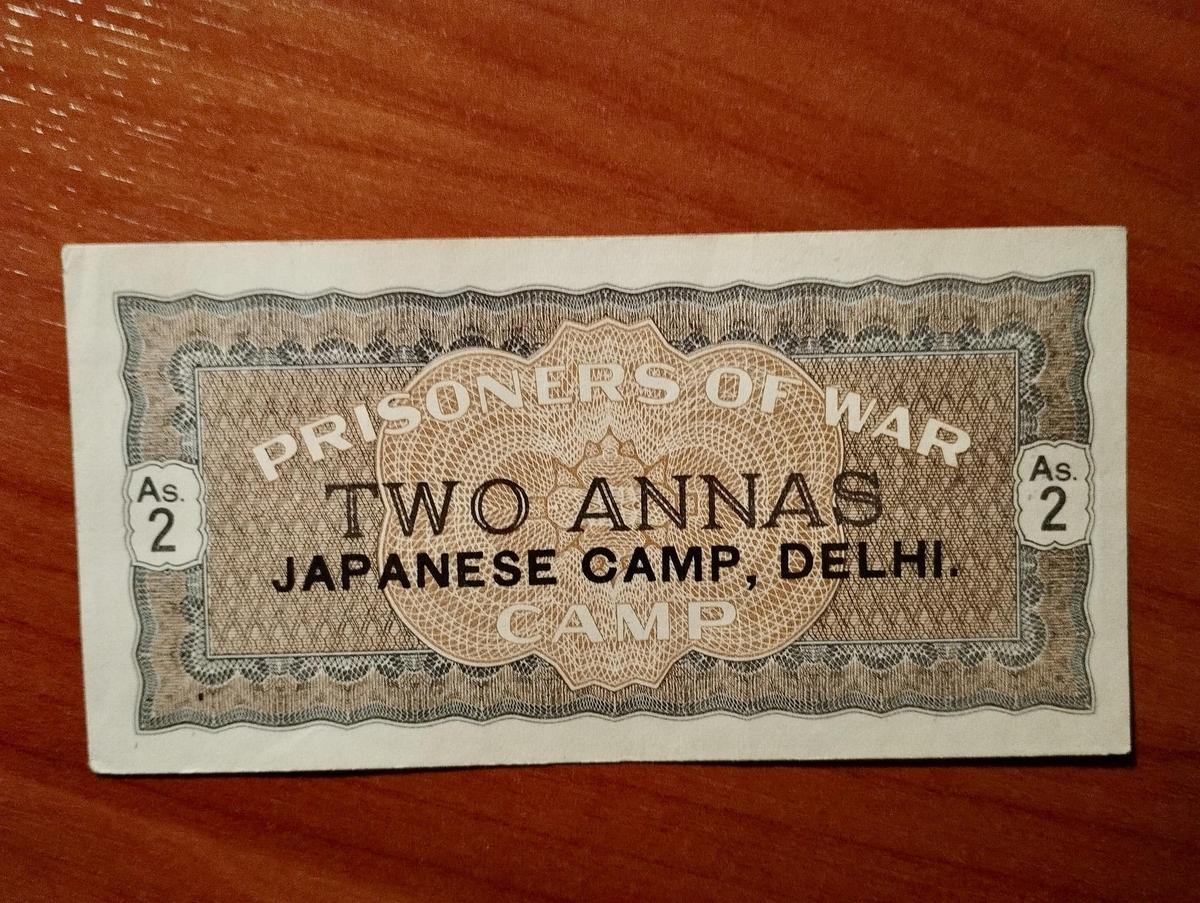 PRISONERS OF WAR
As. 2
TWO ANNAS
As. 2
JAPANESE CAMP, DELHI.
CAMP